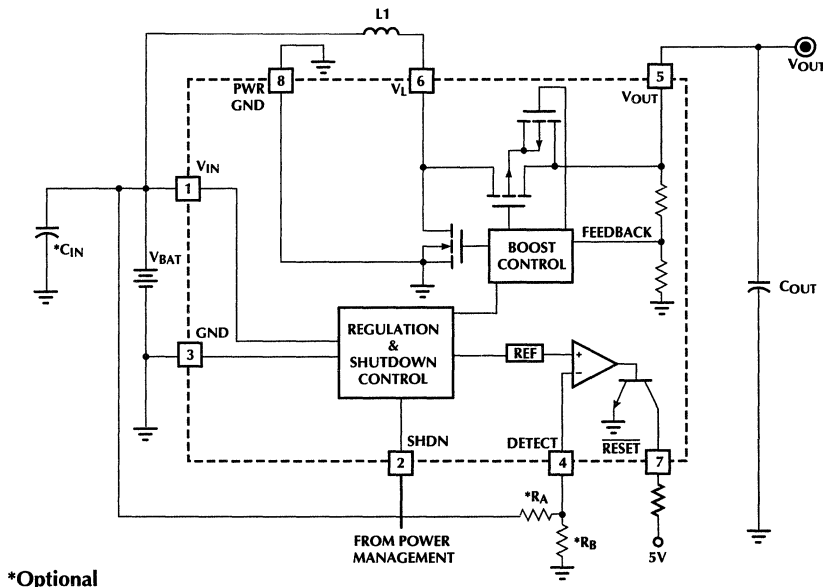 L1
8
PWR
GND
6
VL
5
VOUT
VOUT
VIN
1
*CIN
VBAT
FEEDBACK
BOOST
CONTROL
COUT
GND
3
REGULATION
&
SHUTDOWN
CONTROL
REF
+
−
RESET
SHDN
2
DETECT
4
7
*RA
*RB
FROM POWER
MANAGEMENT
5V
*Optional